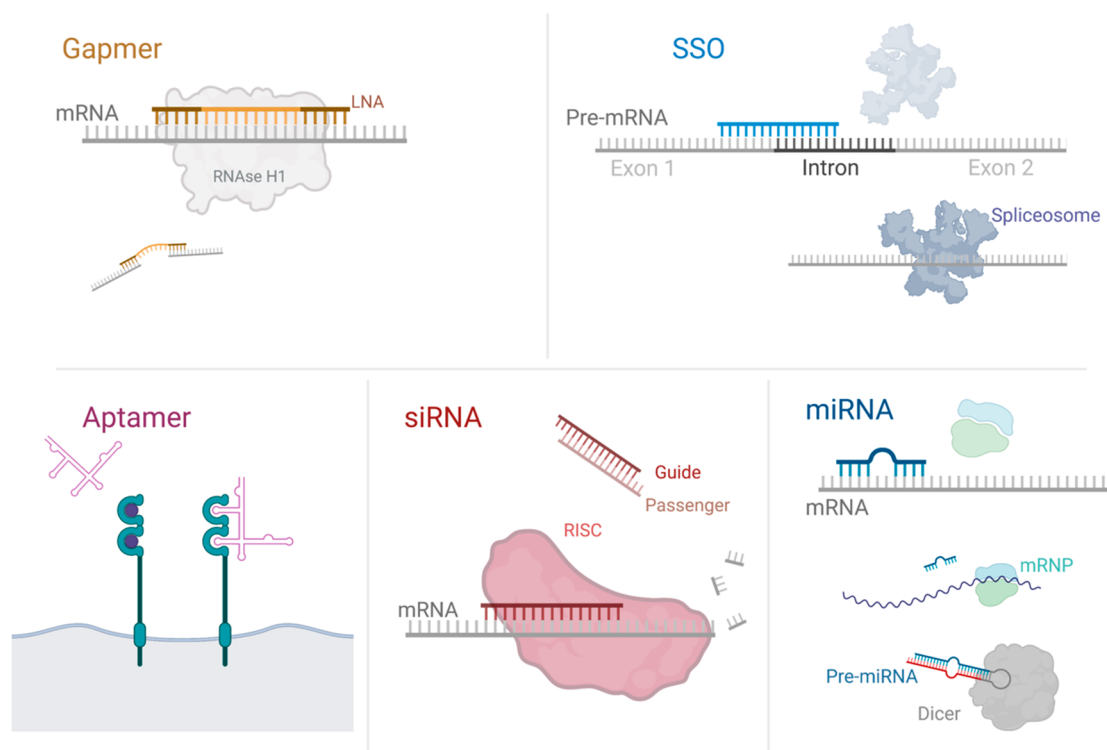 Gapmer
mRNA
LNA
RNAse H1
SSO
Pre-mRNA
Exon 1
Intron
Exon 2
Spliceosome
Aptamer
siRNA
Guide
Passenger
RISC
mRNA
miRNA
mRNA
mRNP
Pre-miRNA
Dicer